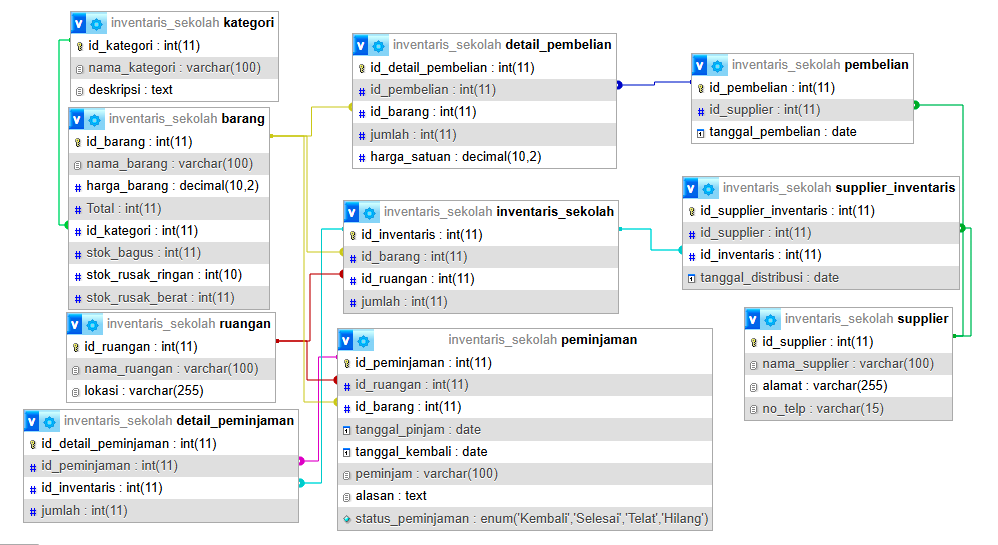 inventaris_sekolah kategori
id_kategori : int(11)
nama_kategori : varchar(100)
deskripsi : text
inventaris_sekolah barang
id_barang : int(11)
nama_barang : varchar(100)
harga_barang : decimal(10,2)
Total : int(11)
id_kategori : int(11)
stok_bagus : int(11)
stok_rusak_ringan : int(10)
stok_rusak_berat : int(11)
inventaris_sekolah ruangan
id_ruangan : int(11)
nama_ruangan : varchar(100)
lokasi : varchar(255)
inventaris_sekolah detail_peminjaman
id_detail_peminjaman : int(11)
id_peminjaman : int(11)
id_inventaris : int(11)
jumlah : int(11)
inventaris_sekolah detail_pembelian
id_detail_pembelian : int(11)
id_pembelian : int(11)
id_barang : int(11)
jumlah : int(11)
harga_satuan : decimal(10,2)
inventaris_sekolah inventaris_sekolah
id_inventaris : int(11)
id_barang : int(11)
id_ruangan : int(11)
jumlah : int(11)
inventaris_sekolah peminjaman
id_peminjaman : int(11)
id_ruangan : int(11)
id_barang : int(11)
tanggal_pinjam : date
tanggal_kembali : date
peminjam : varchar(100)
alasan : text
status_peminjaman : enum('Kembali','Selesai','Telat','Hilang')
inventaris_sekolah pembelian
id_pembelian : int(11)
id_supplier : int(11)
tanggal_pembelian : date
inventaris_sekolah supplier_inventaris
id_supplier_inventaris : int(11)
id_supplier : int(11)
id_inventaris : int(11)
tanggal_distribusi : date
inventaris_sekolah supplier
id_supplier : int(11)
nama_supplier : varchar(100)
alamat : varchar(255)
no_telp : varchar(15)